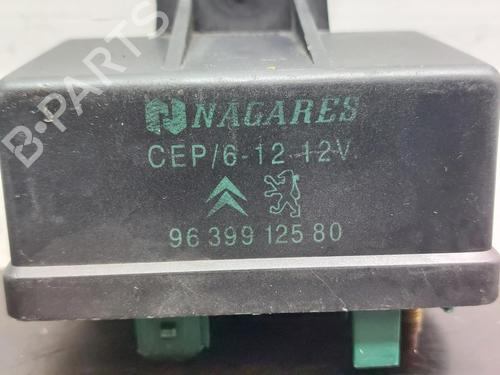 NAGARES
CEP/6-12-12V
96 399 125 80
B-PARTS